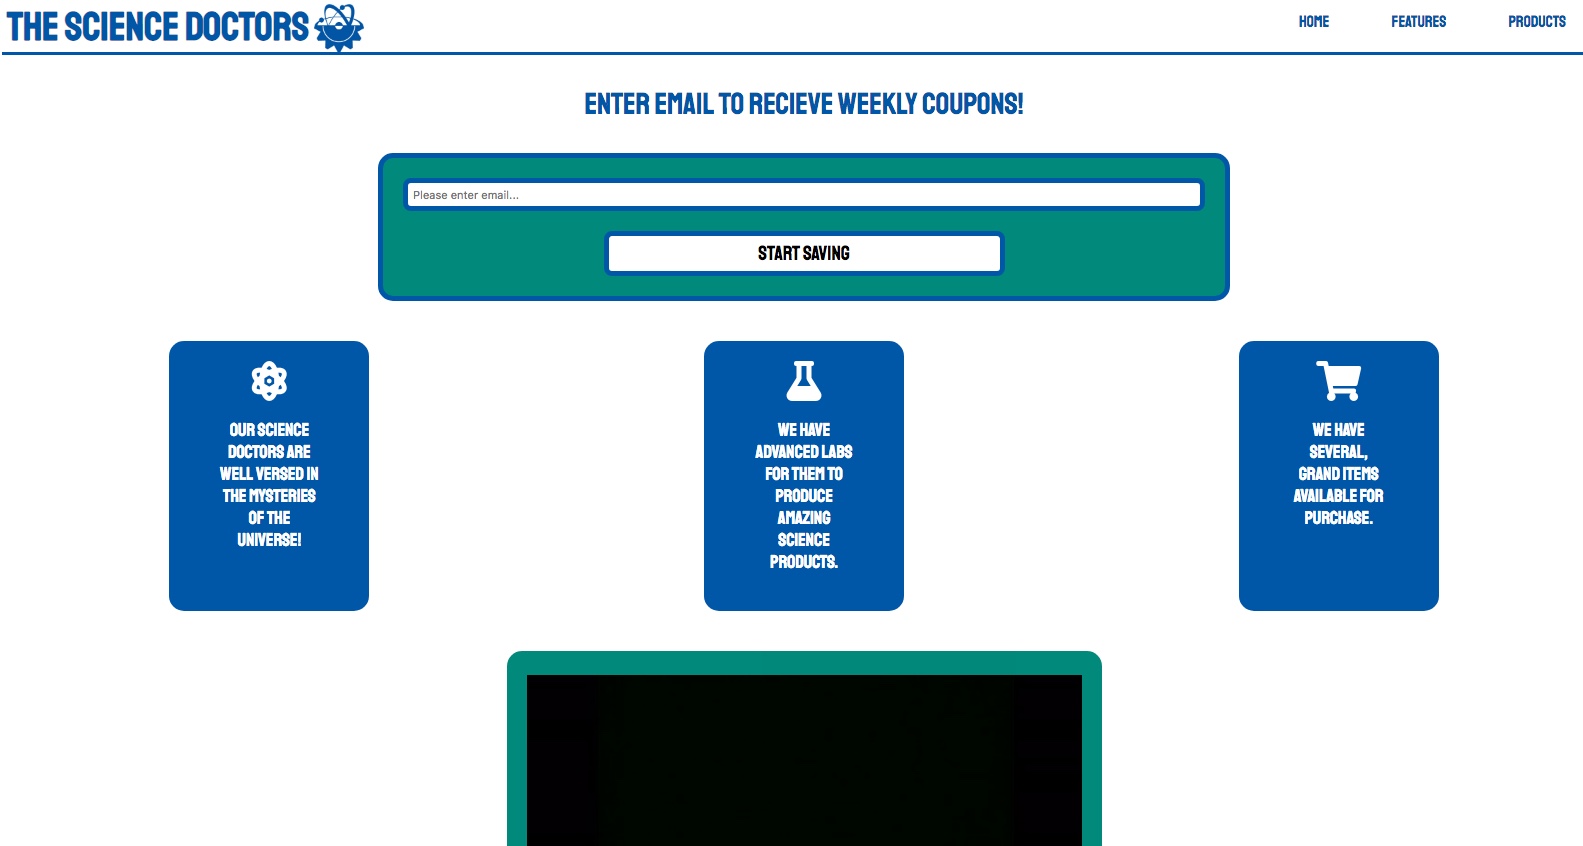 THE SCIENCE DOCTORS
HOME
FEATURES
PRODUCTS
ENTER EMAIL TO RECIEVE WEEKLY COUPONS!
Please enter email...
START SAVING
OUR SCIENCE
DOCTORS ARE
WELL VERSED IN
THE MYSTERIES
OF THE
UNIVERSE!
WE HAVE
ADVANCED LABS
FOR THEM TO
PRODUCE
AMAZING
SCIENCE
PRODUCTS.
WE HAVE
SEVERAL,
GRAND ITEMS
AVAILABLE FOR
PURCHASE.